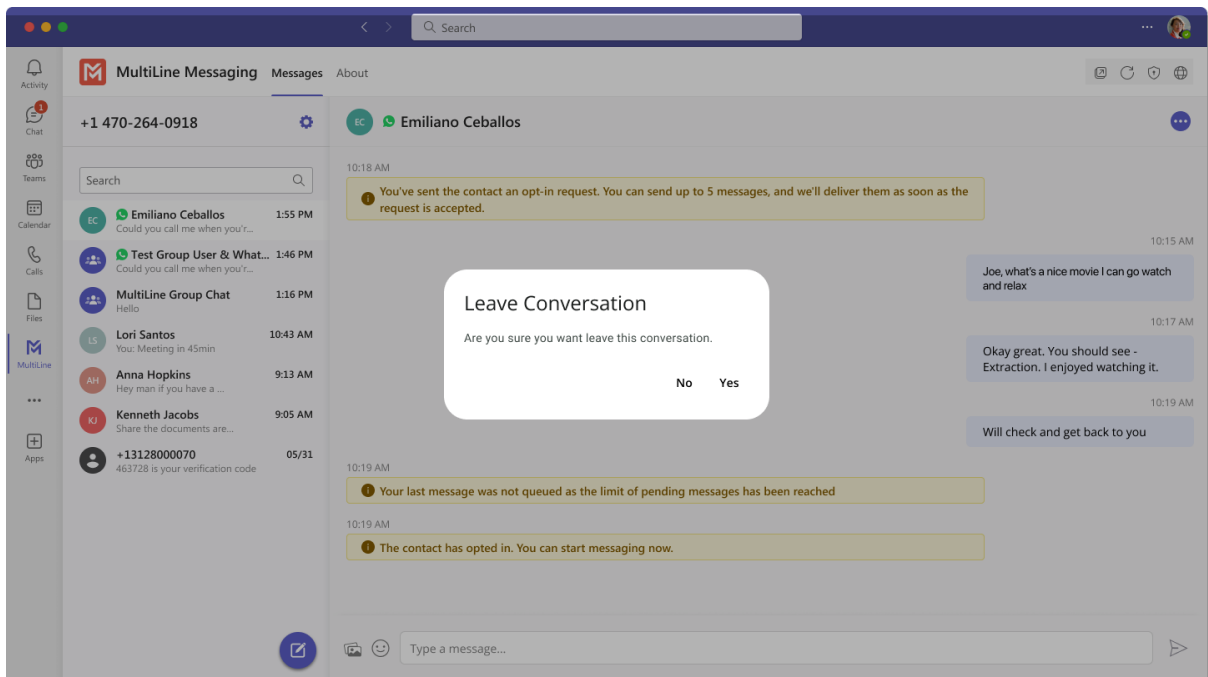 Search
Activity
1
Chat
Teams
Calendar
Calls
Files
MultiLine
Apps
MultiLine Messaging
Messages
About
+1 470-264-0918
Search
EC
Emiliano Ceballos
1:55 PM
Could you call me when you'r...
Test Group User & What...
1:46 PM
Could you call me when you'r...
MultiLine Group Chat
1:16 PM
Hello
LS
Lori Santos
10:43 AM
You: Meeting in 45min
AH
Anna Hopkins
9:13 AM
Hey man if you have a ...
KJ
Kenneth Jacobs
9:05 AM
Share the documents are...
+13128000070
05/31
463728 is your verification code
EC
Emiliano Ceballos
10:18 AM
You've sent the contact an opt-in request. You can send up to 5 messages, and we'll deliver them as soon as the
request is accepted.
10:15 AM
Joe, what's a nice movie I can go watch
and relax
10:17 AM
Okay great. You should see -
Extraction. I enjoyed watching it.
10:19 AM
Will check and get back to you
10:19 AM
Your last message was not queued as the limit of pending messages has been reached
10:19 AM
The contact has opted in. You can start messaging now.
Leave Conversation
Are you sure you want leave this conversation.
No
Yes
Type a message...